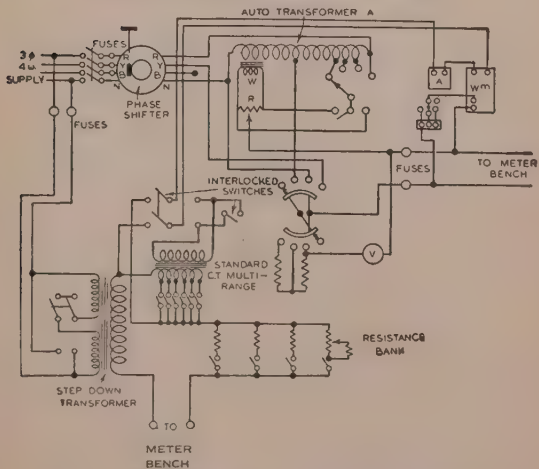 AUTO TRANSFORMER A
FUSES
3φ
4ω
SUPPLY
R
Y
B
N
R
Y
B
N
PHASE
SHIFTER
FUSES
W
R
A
Wm
FUSES
TO METER
BENCH
INTERLOCKED
SWITCHES
STANDARD
C.T MULTI-
RANGE
V
RESISTANCE
BANK
STEP DOWN
TRANSFORMER
TO
METER
BENCH